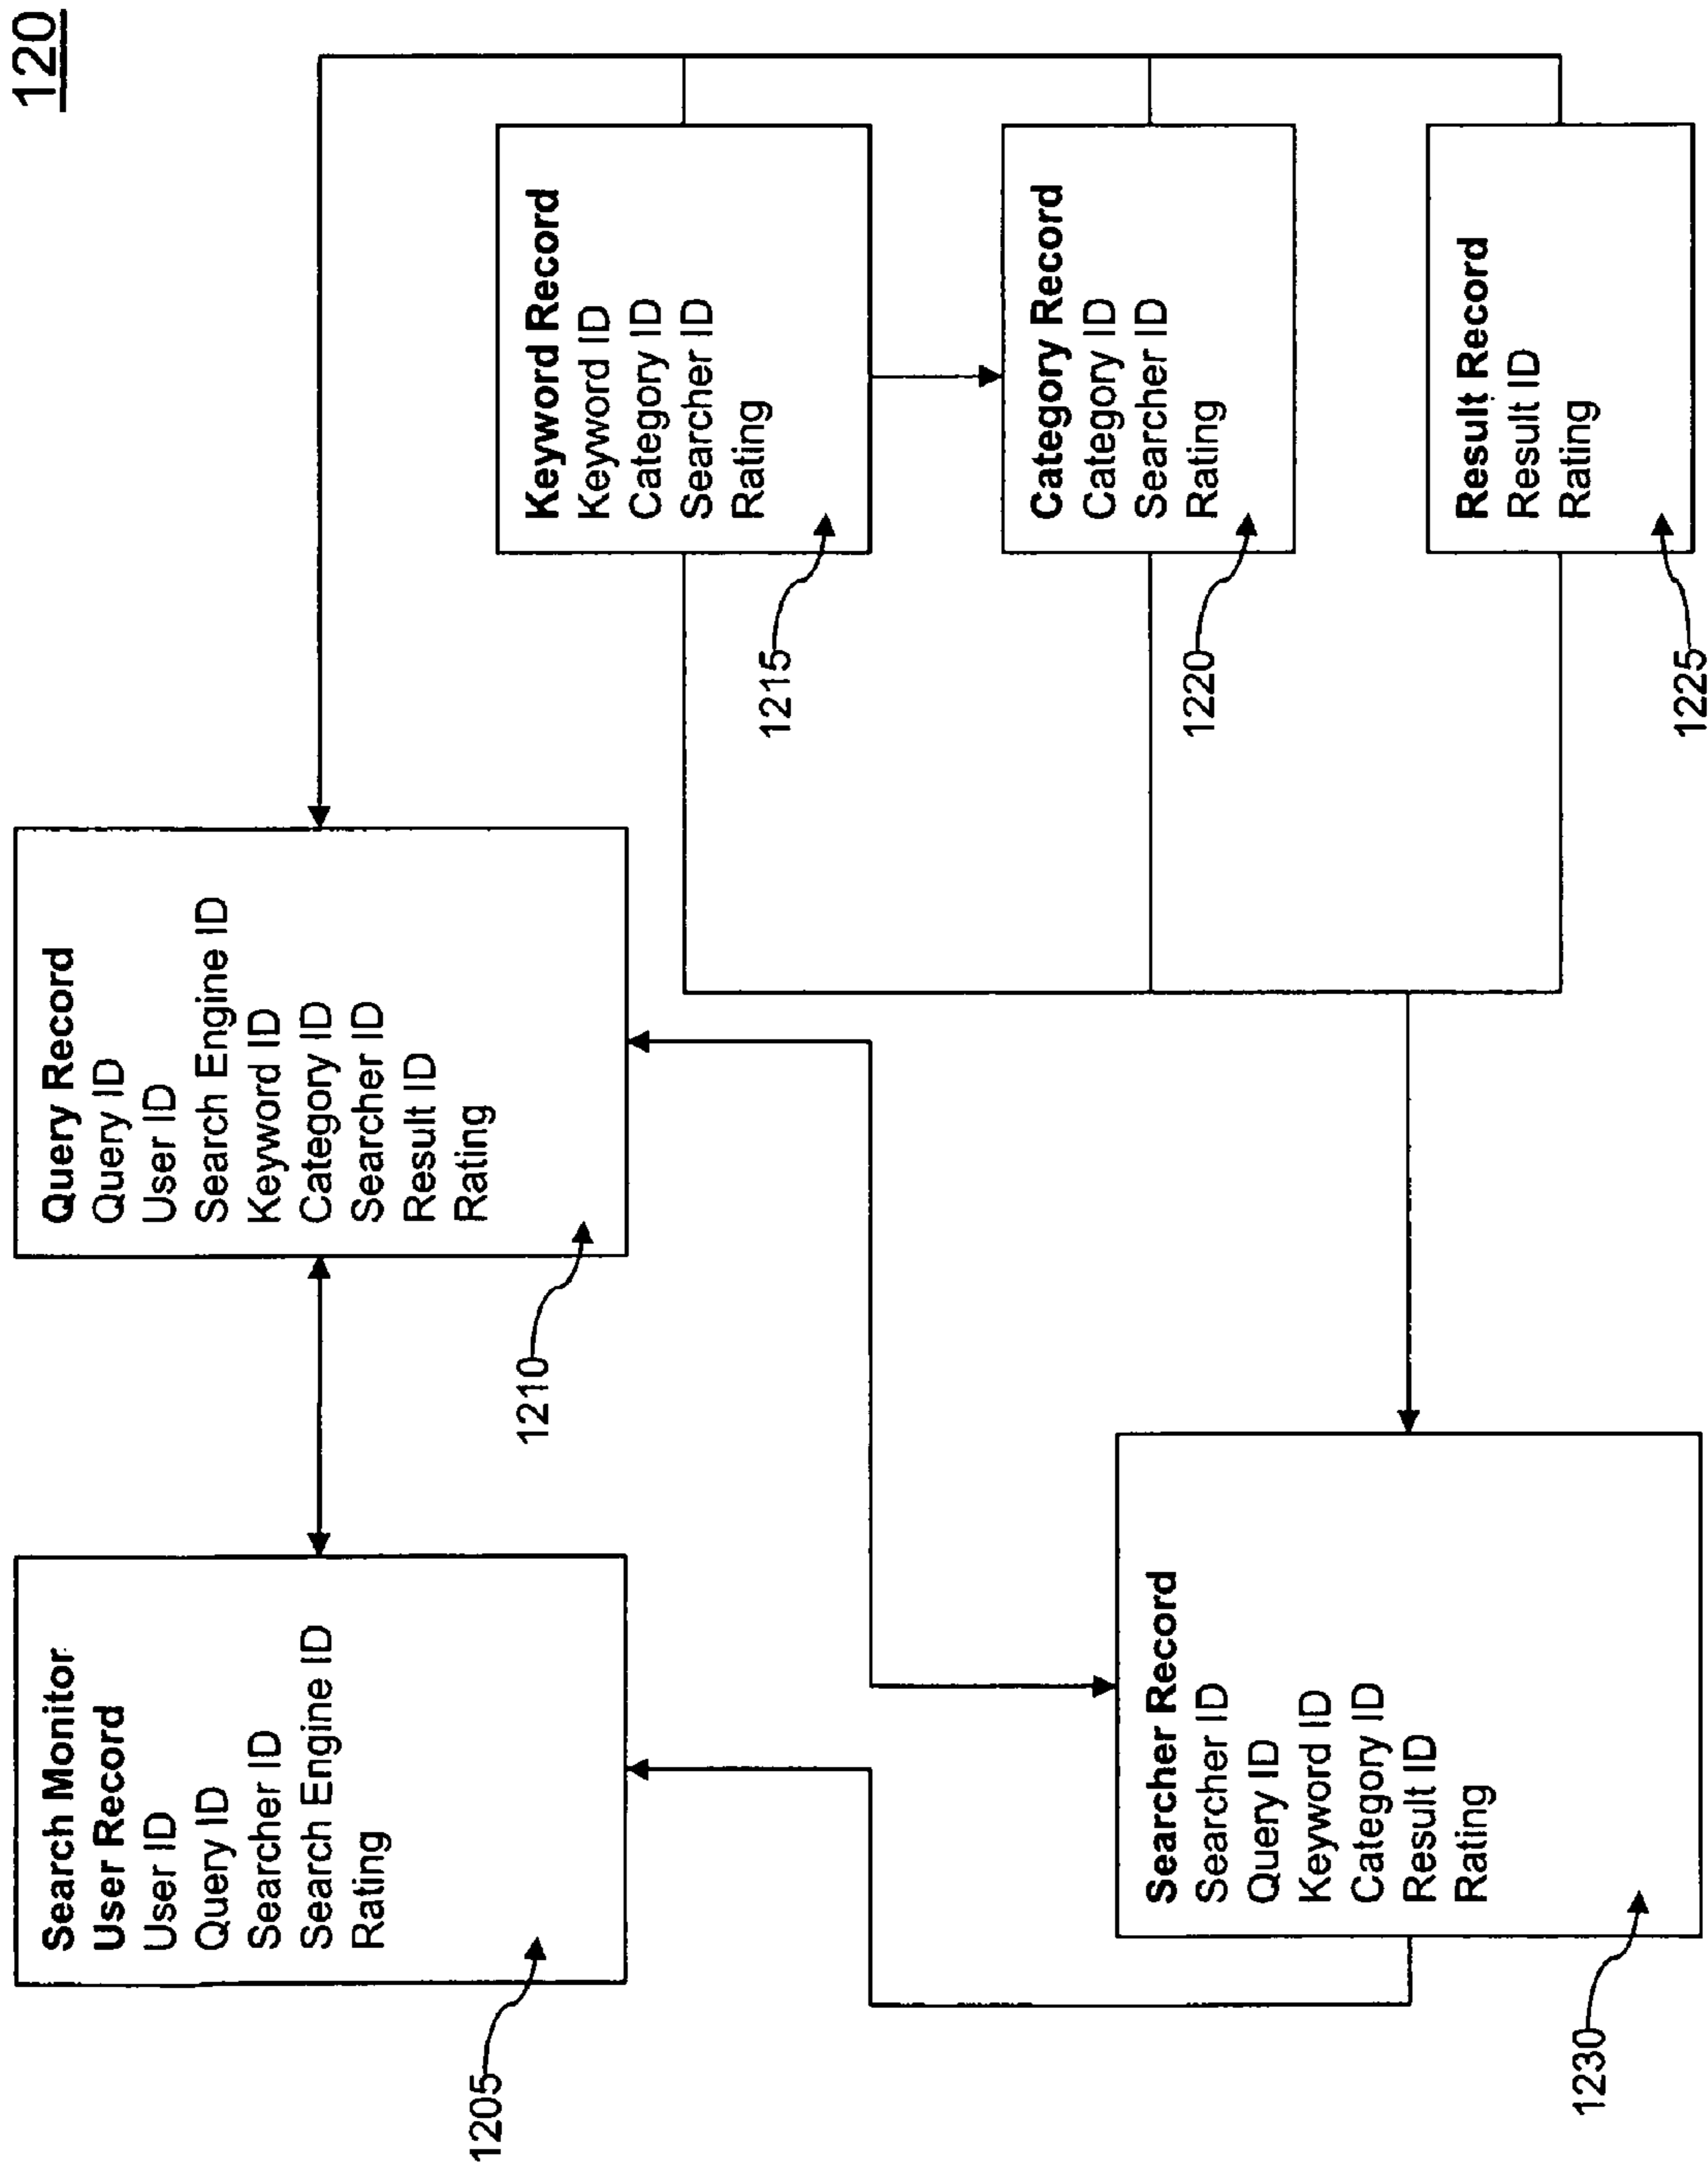 120
Search Monitor
User Record
User ID
Query ID
Searcher ID
Search Engine ID
Rating
1205
Query Record
Query ID
User ID
Search Engine ID
Keyword ID
Category ID
Searcher ID
Result ID
Rating
1210
Keyword Record
Keyword ID
Category ID
Searcher ID
Rating
1215
Category Record
Category ID
Searcher ID
Rating
1220
Result Record
Result ID
Rating
1225
Searcher Record
Searcher ID
Query ID
Keyword ID
Category ID
Result ID
Rating
1230